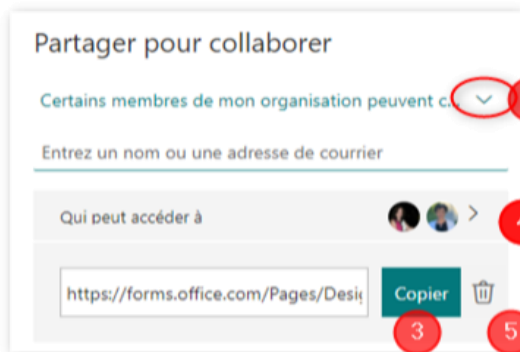 Partager pour collaborer
Certains membres de mon organisation peuvent c...
Entrez un nom ou une adresse de courrier
Qui peut accéder à
https://forms.office.com/Pages/Desig
Copier
3
5